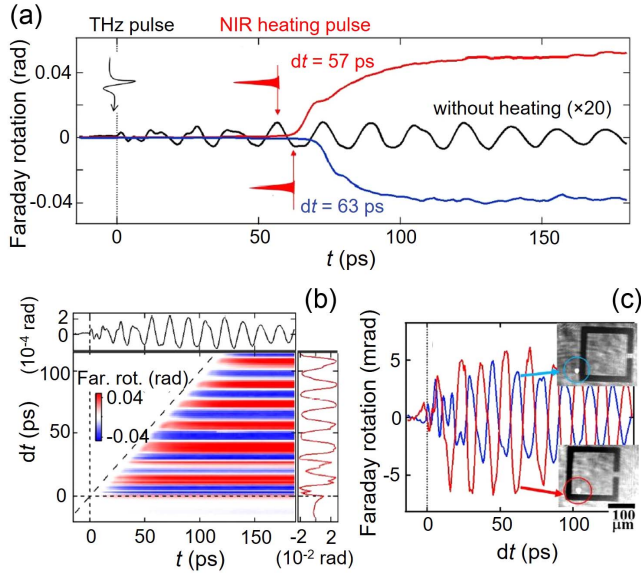 (a)
THz pulse
NIR heating pulse
Faraday rotation (rad)
0.04
0
-0.04
dt = 57 ps
without heating (×20)
dt = 63 ps
0
50
100
150
t (ps)
(b)
(10⁻⁴ rad)
2
0
Far. rot. (rad)
0.04
-0.04
dt (ps)
100
50
0
0
50
100
150
t (ps)
-2
2
(10⁻² rad)
(c)
Faraday rotation (mrad)
5
0
-5
100
μm
0
50
100
dt (ps)